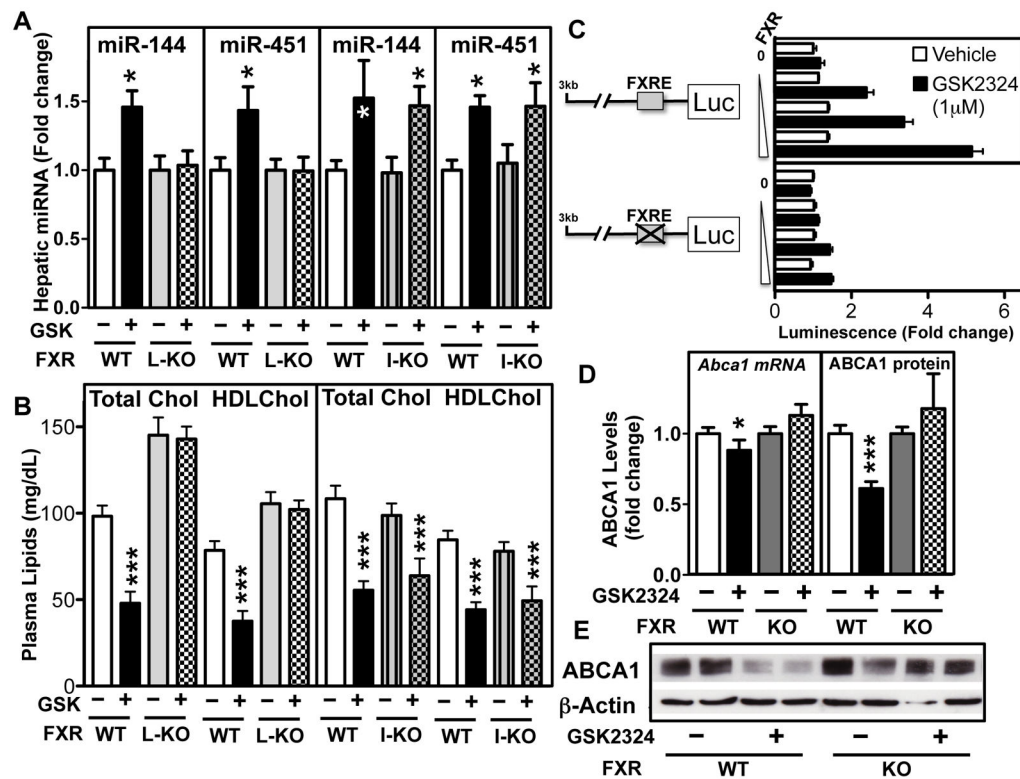 A
miR-144 miR-451 miR-144 miR-451
Hepatic miRNA (Fold change)
1.5
1.0
0.5
0.0
* * * * * *
GSK − + − + − + − + − + − + − + − +
FXR WT L-KO WT L-KO WT I-KO WT I-KO
B
Total Chol HDLChol Total Chol HDLChol
Plasma Lipids (mg/dL)
150
100
50
0
*** *** *** *** *** ***
GSK − + − + − + − + − + − + − + − +
FXR WT L-KO WT L-KO WT I-KO WT I-KO
C
FXR
Vehicle
GSK2324
(1μM)
0
3kb FXRE Luc
0
3kb FXRE Luc
0 2 4 6
Luminescence (Fold change)
D
Abca1 mRNA ABCA1 protein
ABCA1 Levels
(fold change)
1.0
0.5
0.0
* ***
GSK2324 − + − + − + − +
FXR WT KO WT KO
E
ABCA1
β-Actin
GSK2324 − + − +
FXR WT KO